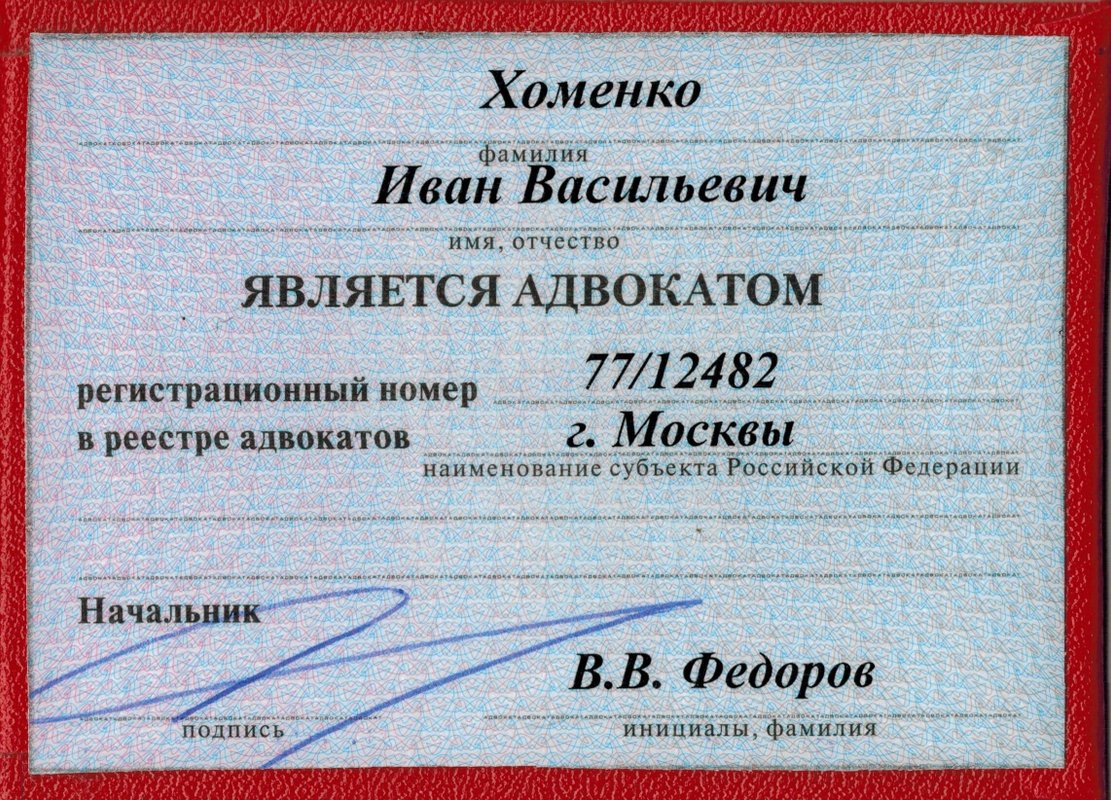 Хоменко
фамилия
Иван Васильевич
имя, отчество
ЯВЛЯЕТСЯ АДВОКАТОМ
регистрационный номер 77/12482
в реестре адвокатов г. Москвы
наименование субъекта Российской Федерации
Начальник
В.В. Федоров
подпись инициалы, фамилия